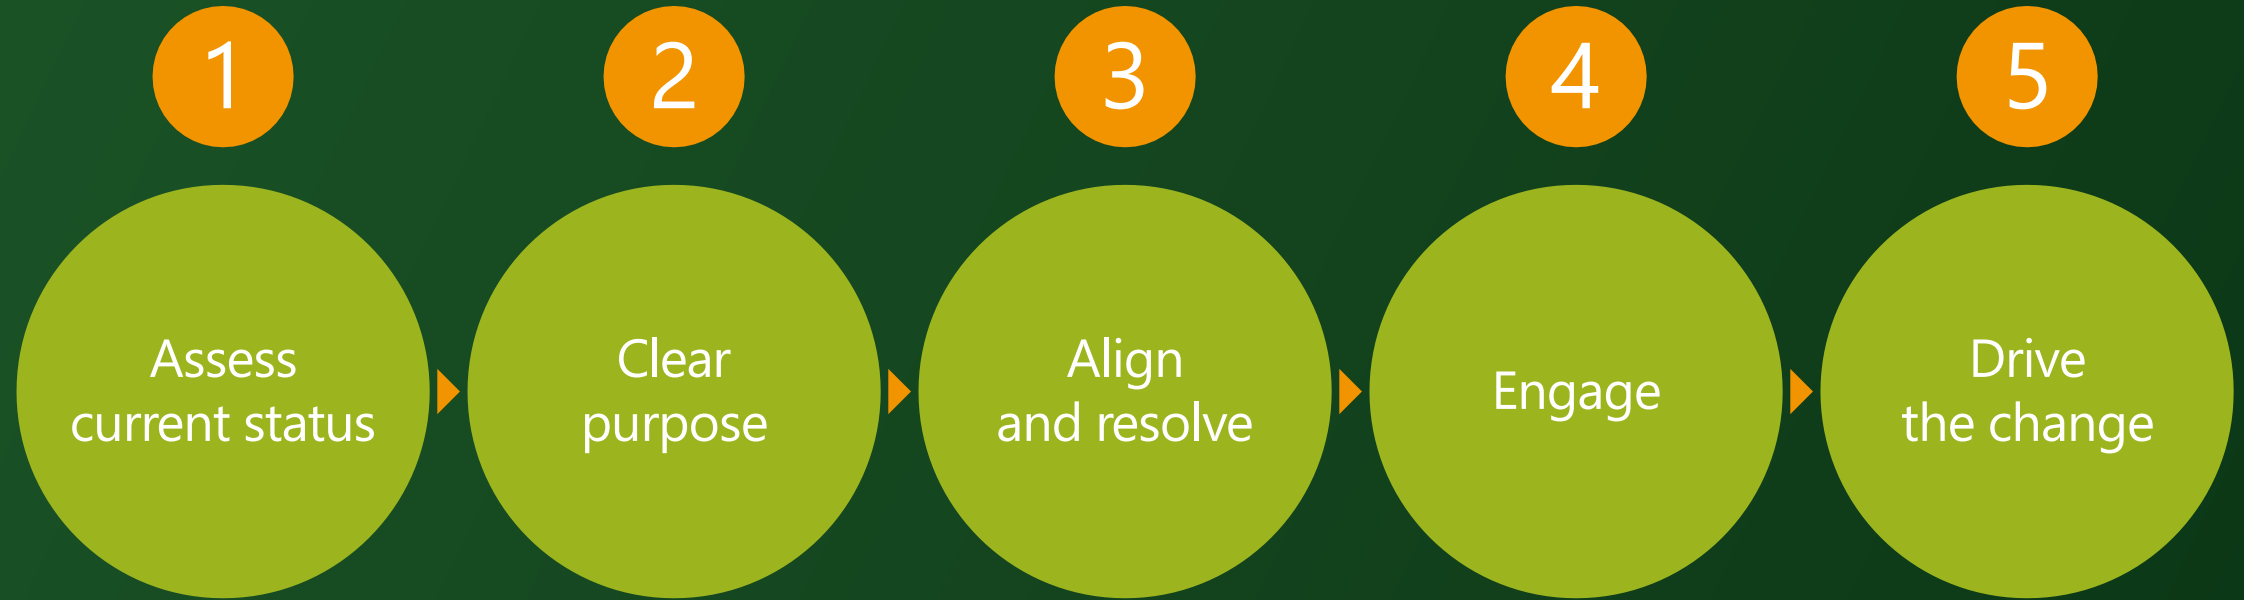 1
2
3
4
5
Assess
current status
Clear
purpose
Align
and resolve
Engage
Drive
the change